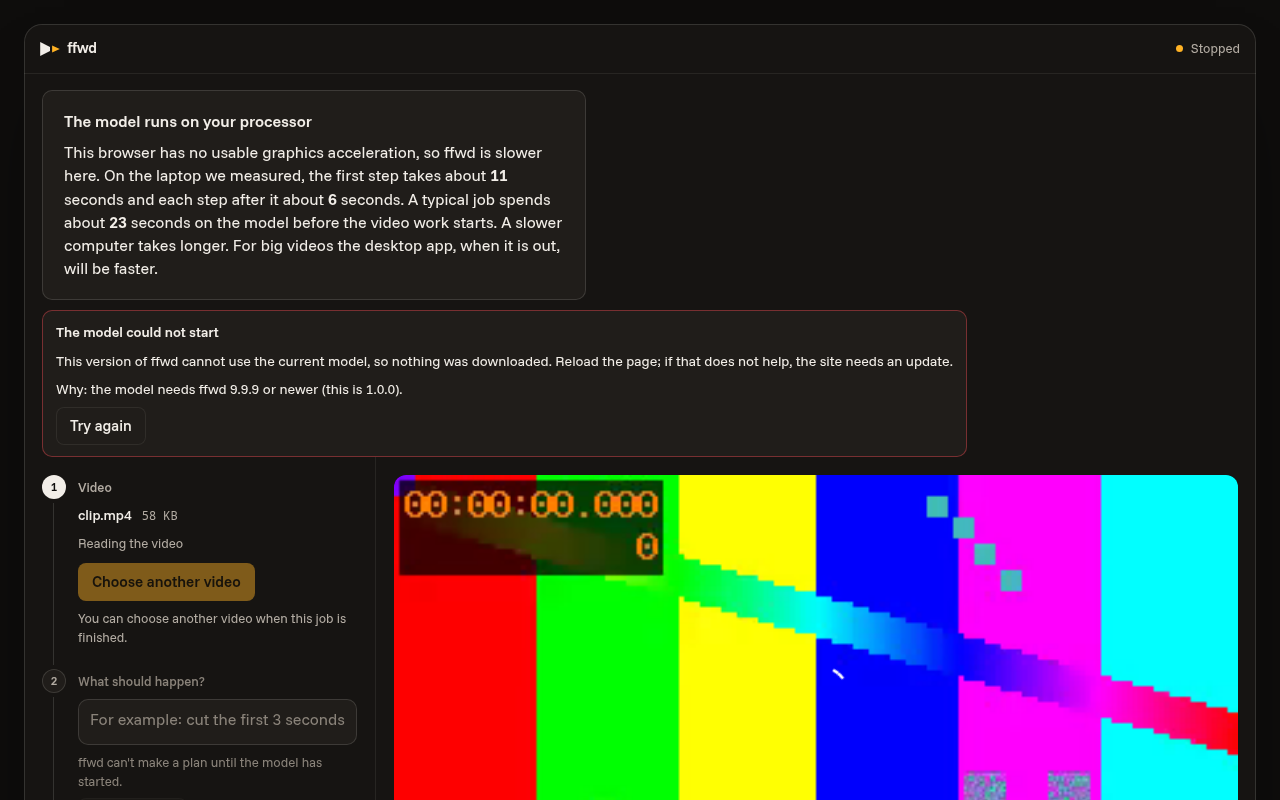 ffwd
Stopped
The model runs on your processor
This browser has no usable graphics acceleration, so ffwd is slower
here. On the laptop we measured, the first step takes about 11
seconds and each step after it about 6 seconds. A typical job spends
about 23 seconds on the model before the video work starts. A slower
computer takes longer. For big videos the desktop app, when it is out,
will be faster.
The model could not start
This version of ffwd cannot use the current model, so nothing was downloaded. Reload the page; if that does not help, the site needs an update.
Why: the model needs ffwd 9.9.9 or newer (this is 1.0.0).
Try again
1 Video
clip.mp4 58 KB
Reading the video
Choose another video
You can choose another video when this job is
finished.
2 What should happen?
For example: cut the first 3 seconds
ffwd can't make a plan until the model has
started.
00:00:00.000
0